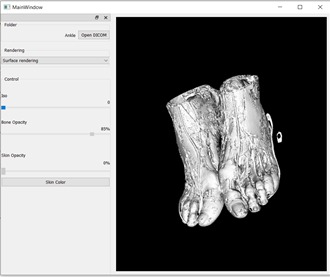 MainWindow
Folder
Ankle Open DICOM
Rendering
Surface rendering
Control
Iso
0
Bone Opacity
85%
Skin Opacity
0%
Skin Color